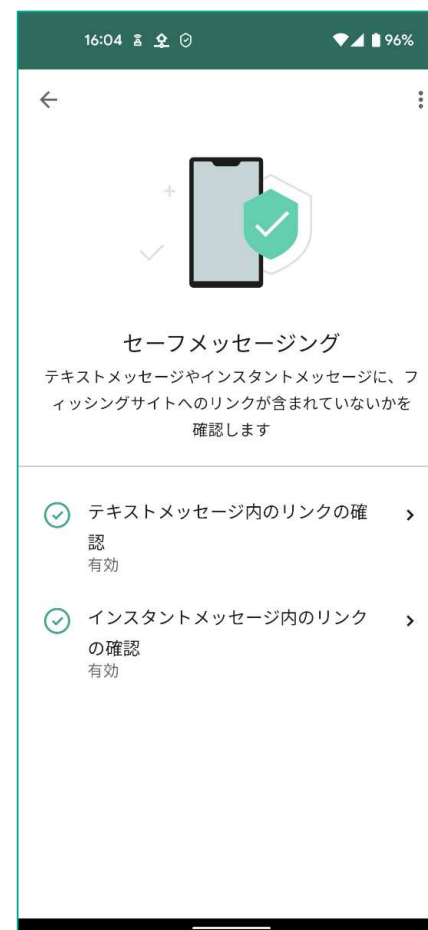 16:04 96%
セーフメッセージング
テキストメッセージやインスタントメッセージに、フ
ィッシングサイトへのリンクが含まれていないかを
確認します
テキストメッセージ内のリンクの確
認
有効
インスタントメッセージ内のリンク
の確認
有効